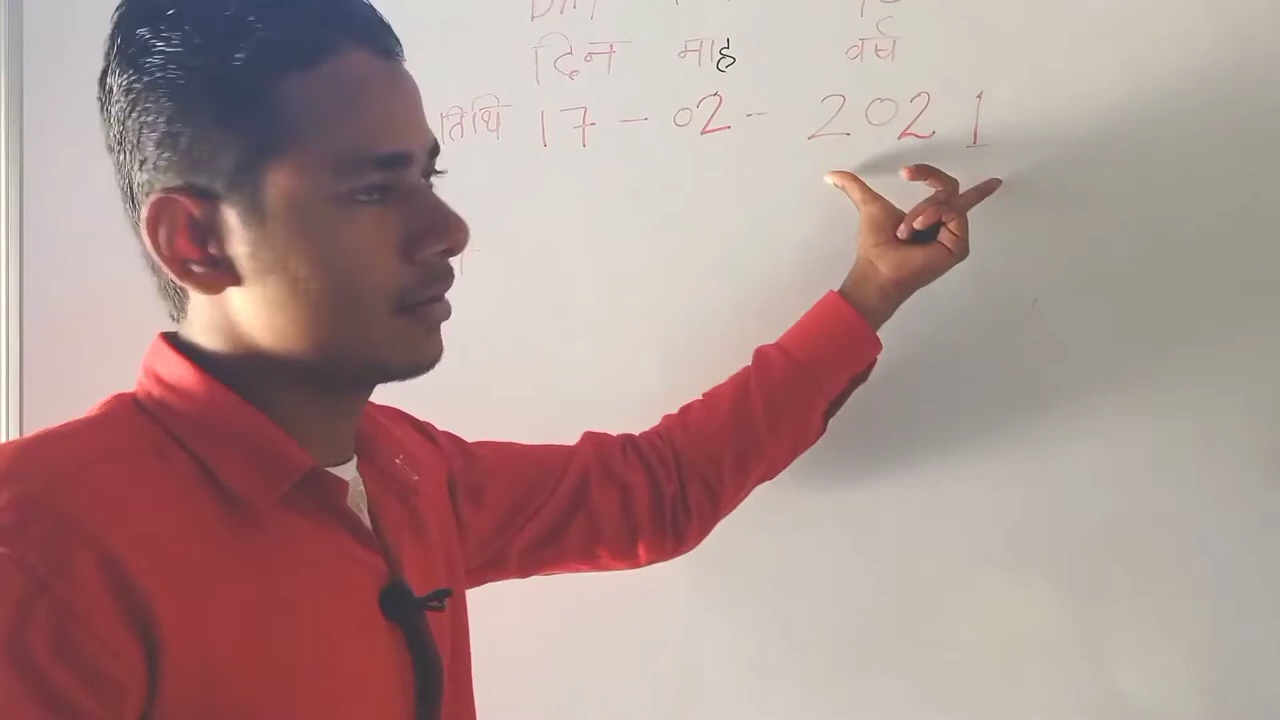 दिन माह वर्ष
तिथि 17 - 02 - 2021